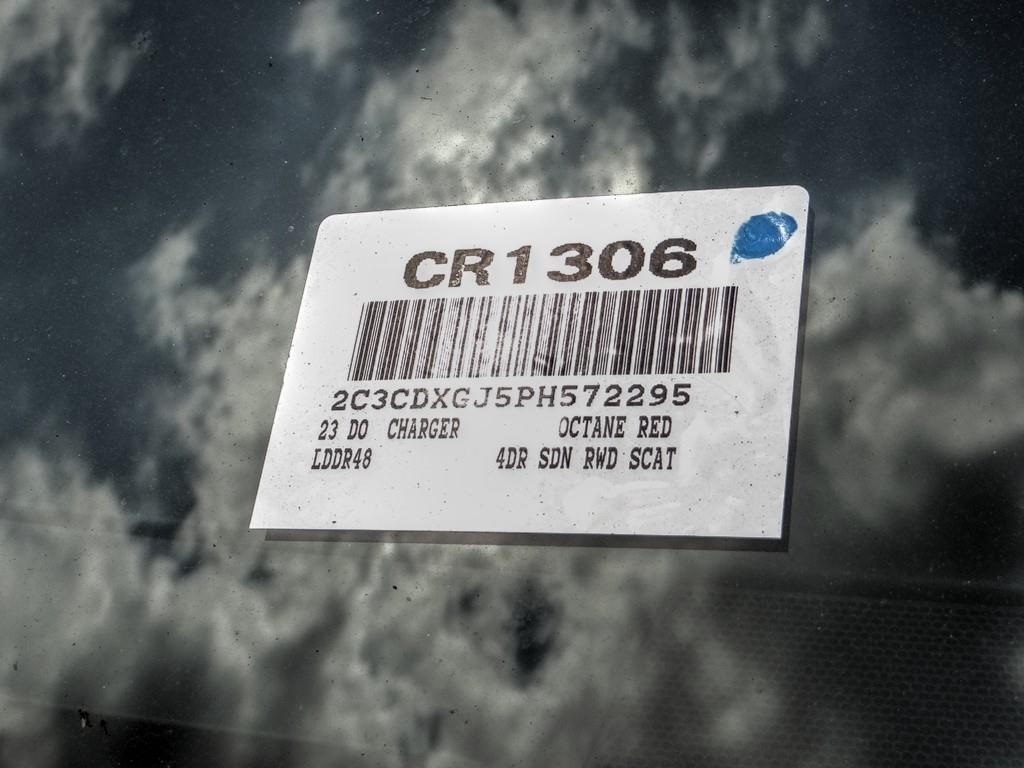 CR1306
2C3CDXGJ5PH572295
23 DO CHARGER OCTANE RED
LDDR48 4DR SDN RWD SCAT